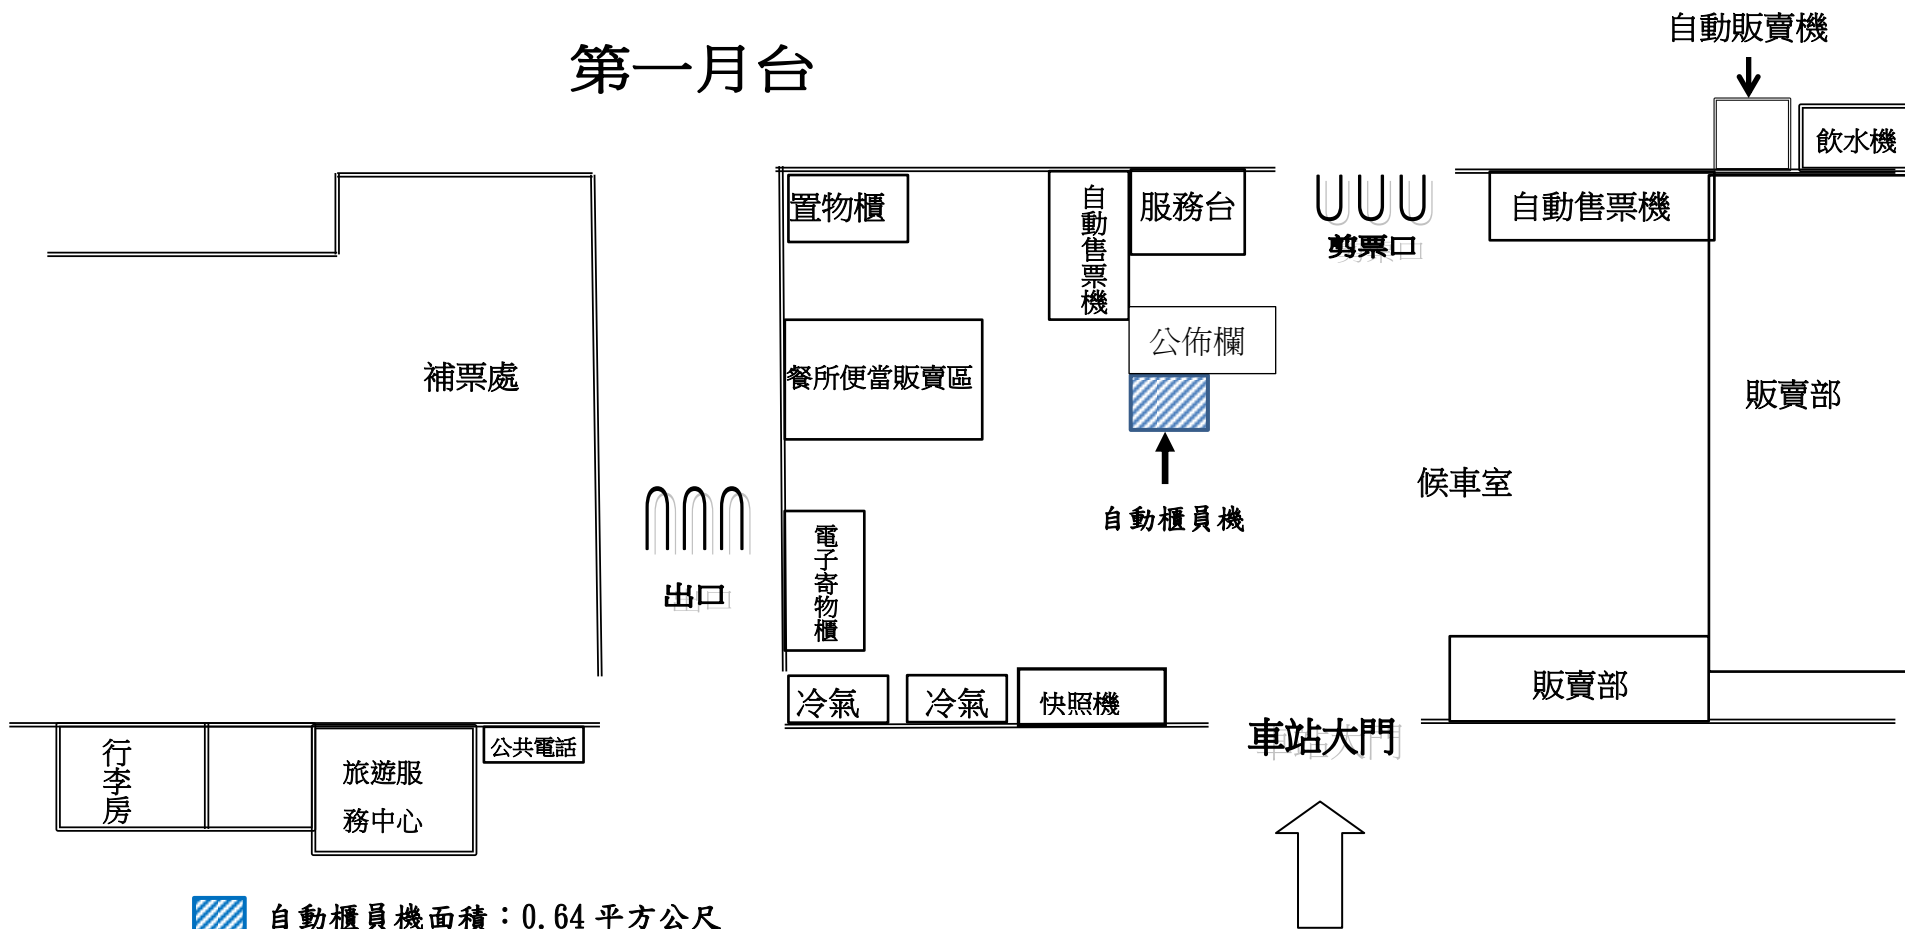 自動販賣機
第一月台
飲水機
置物櫃
自動售票機
服務台
自動售票機
剪票口
公佈欄
補票處
餐所便當販賣區
販賣部
候車室
自動櫃員機
電子寄物櫃
出口
冷氣
冷氣
快照機
販賣部
車站大門
行李房
旅遊服
務中心
公共電話
自動櫃員機面積：0.64 平方公尺